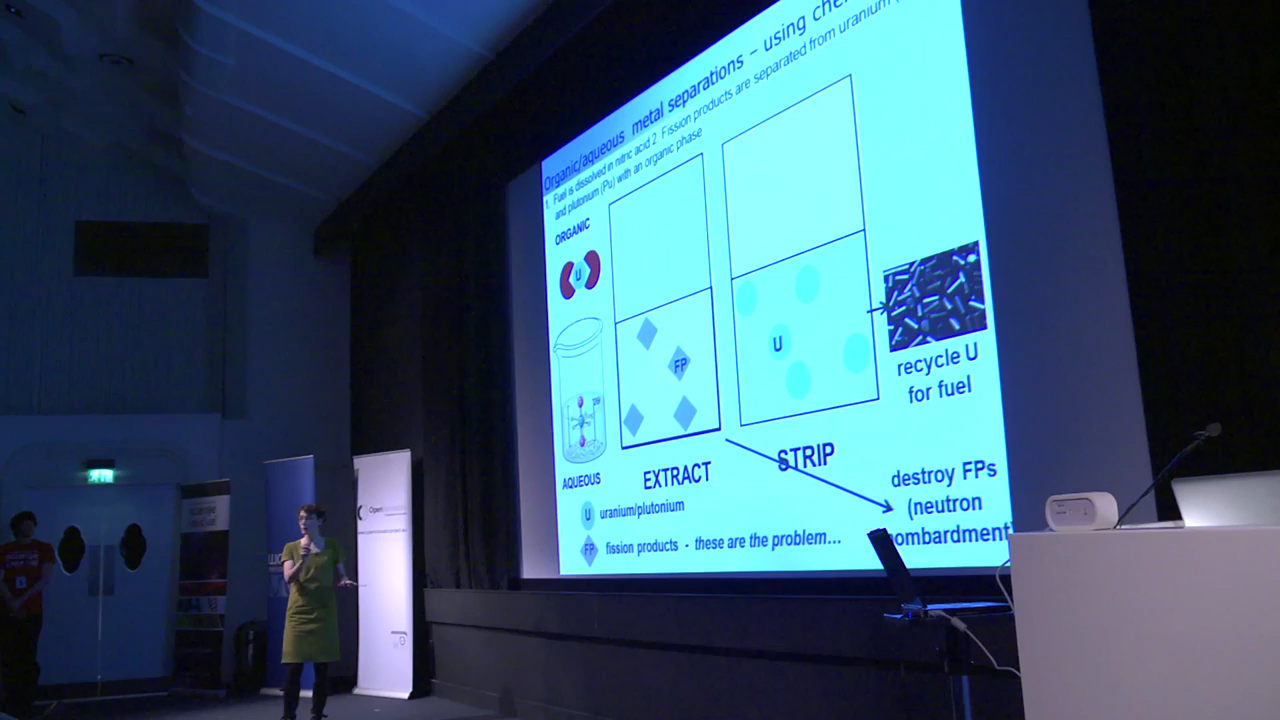 Organic/aqueous metal separations – using
1. Fuel is dissolved in nitric acid 2 Fission products are separated from uranium
and plutonium (Pu) with an organic phase
ORGANIC
U
FP
U
AQUEOUS
EXTRACT
STRIP
recycle U
for fuel
destroy FPs
(neutron
bombardment
U uranium/plutonium
FP fission products - these are the problem...
Open